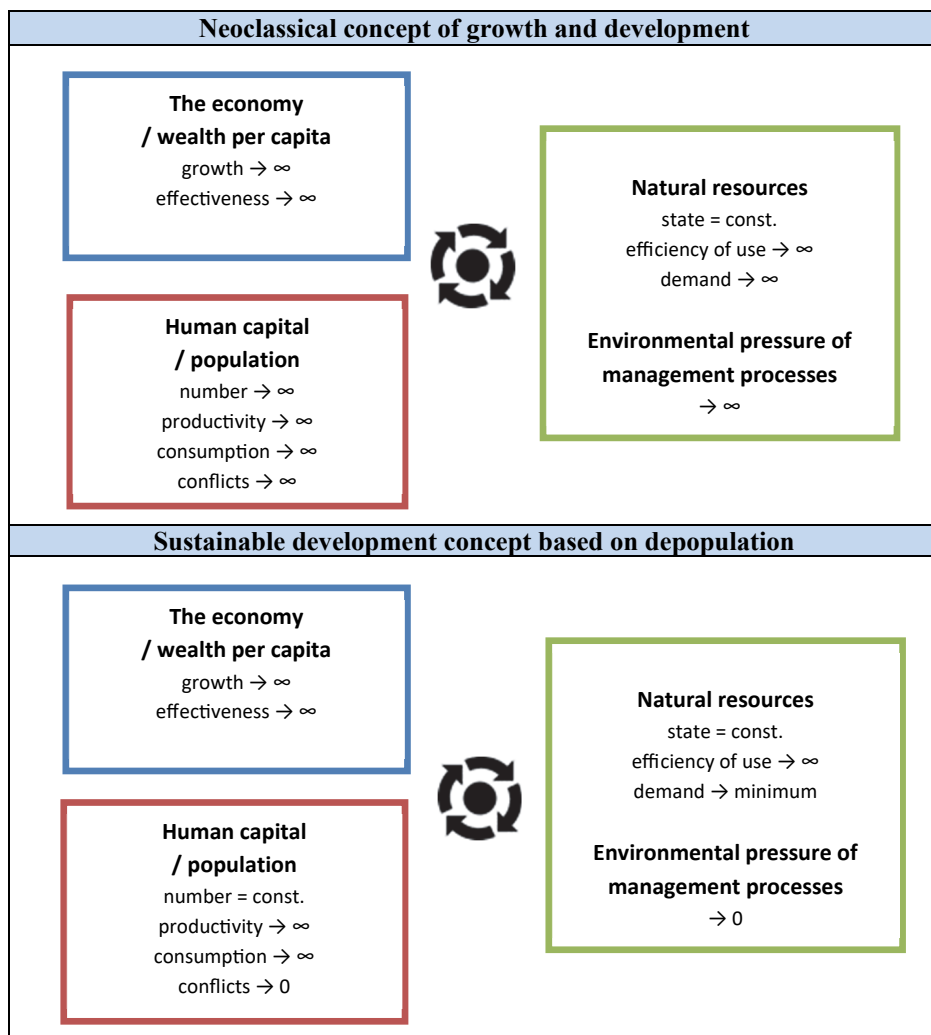 Neoclassical concept of growth and development
The economy
/ wealth per capita
growth → ∞
effectiveness → ∞
Human capital
/ population
number → ∞
productivity → ∞
consumption → ∞
conflicts → ∞
Natural resources
state = const.
efficiency of use → ∞
demand → ∞
Environmental pressure of
management processes
→ ∞
Sustainable development concept based on depopulation
The economy
/ wealth per capita
growth → ∞
effectiveness → ∞
Human capital
/ population
number = const.
productivity → ∞
consumption → ∞
conflicts → 0
Natural resources
state = const.
efficiency of use → ∞
demand → minimum
Environmental pressure of
management processes
→ 0